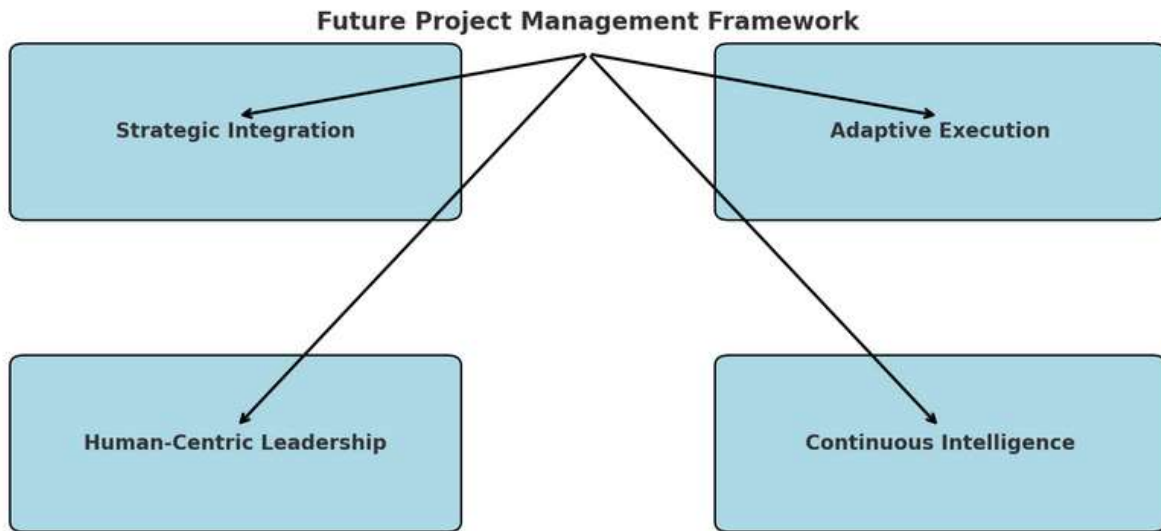 Future Project Management Framework
Strategic Integration
Adaptive Execution
Human-Centric Leadership
Continuous Intelligence